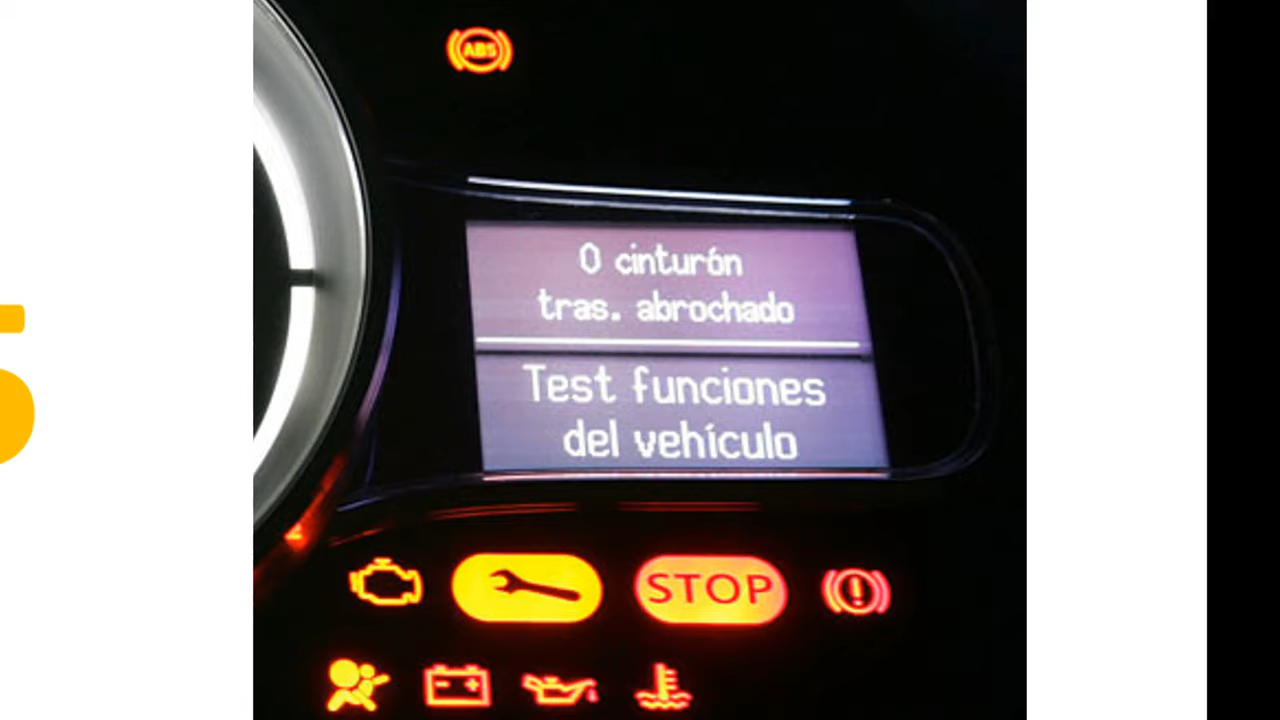 ABS
0 cinturón
tras. abrochado
Test funciones
del vehículo
STOP